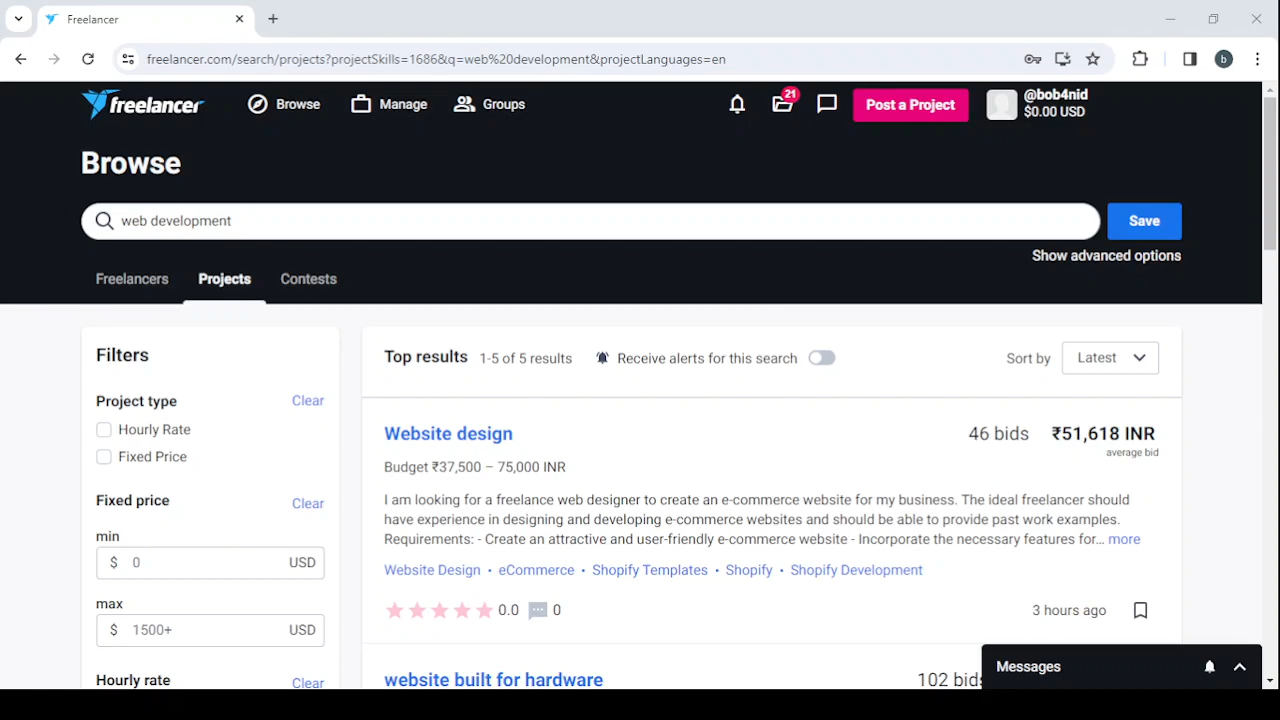 Freelancer
freelancer.com/search/projects?projectSkills=1686&q=web%20development&projectLanguages=en
b
freelancer
Browse
Manage
Groups
21
Post a Project
@bob4nid
$0.00 USD
Browse
web development
Save
Show advanced options
Freelancers
Projects
Contests
Filters
Project type
Clear
Hourly Rate
Fixed Price
Fixed price
Clear
min
$ 0 USD
max
$ 1500+ USD
Hourly rate
Clear
Top results 1-5 of 5 results
Receive alerts for this search
Sort by
Latest
Website design
46 bids
₹51,618 INR
average bid
Budget ₹37,500 – 75,000 INR
I am looking for a freelance web designer to create an e-commerce website for my business. The ideal freelancer should
have experience in designing and developing e-commerce websites and should be able to provide past work examples.
Requirements: - Create an attractive and user-friendly e-commerce website - Incorporate the necessary features for... more
Website Design • eCommerce • Shopify Templates • Shopify • Shopify Development
0.0
0
3 hours ago
website built for hardware
102 bids
Messages